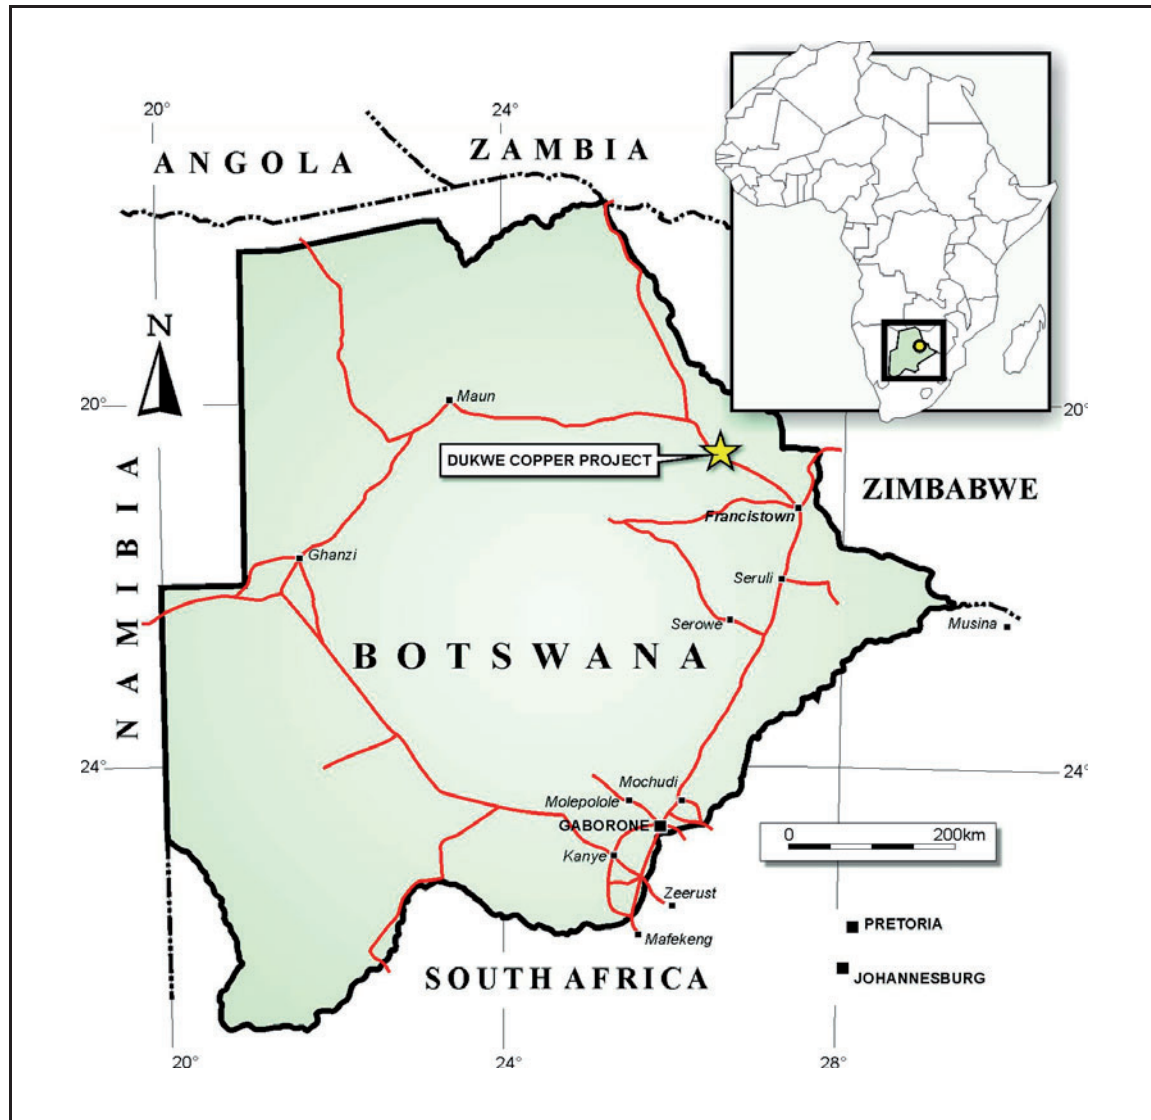 20°
24°
ANGOLA
ZAMBIA
N
20°
Maun
20°
DUKWE COPPER PROJECT
ZIMBABWE
Francistown
NAMIBIA
Ghanzi
Seruli
Serowe
Musina
BOTSWANA
24°
24°
Mochudi
Molepolole
GABORONE
0 200km
Kanye
Zeerust
PRETORIA
Mafekeng
SOUTH AFRICA
JOHANNESBURG
20°
24°
28°